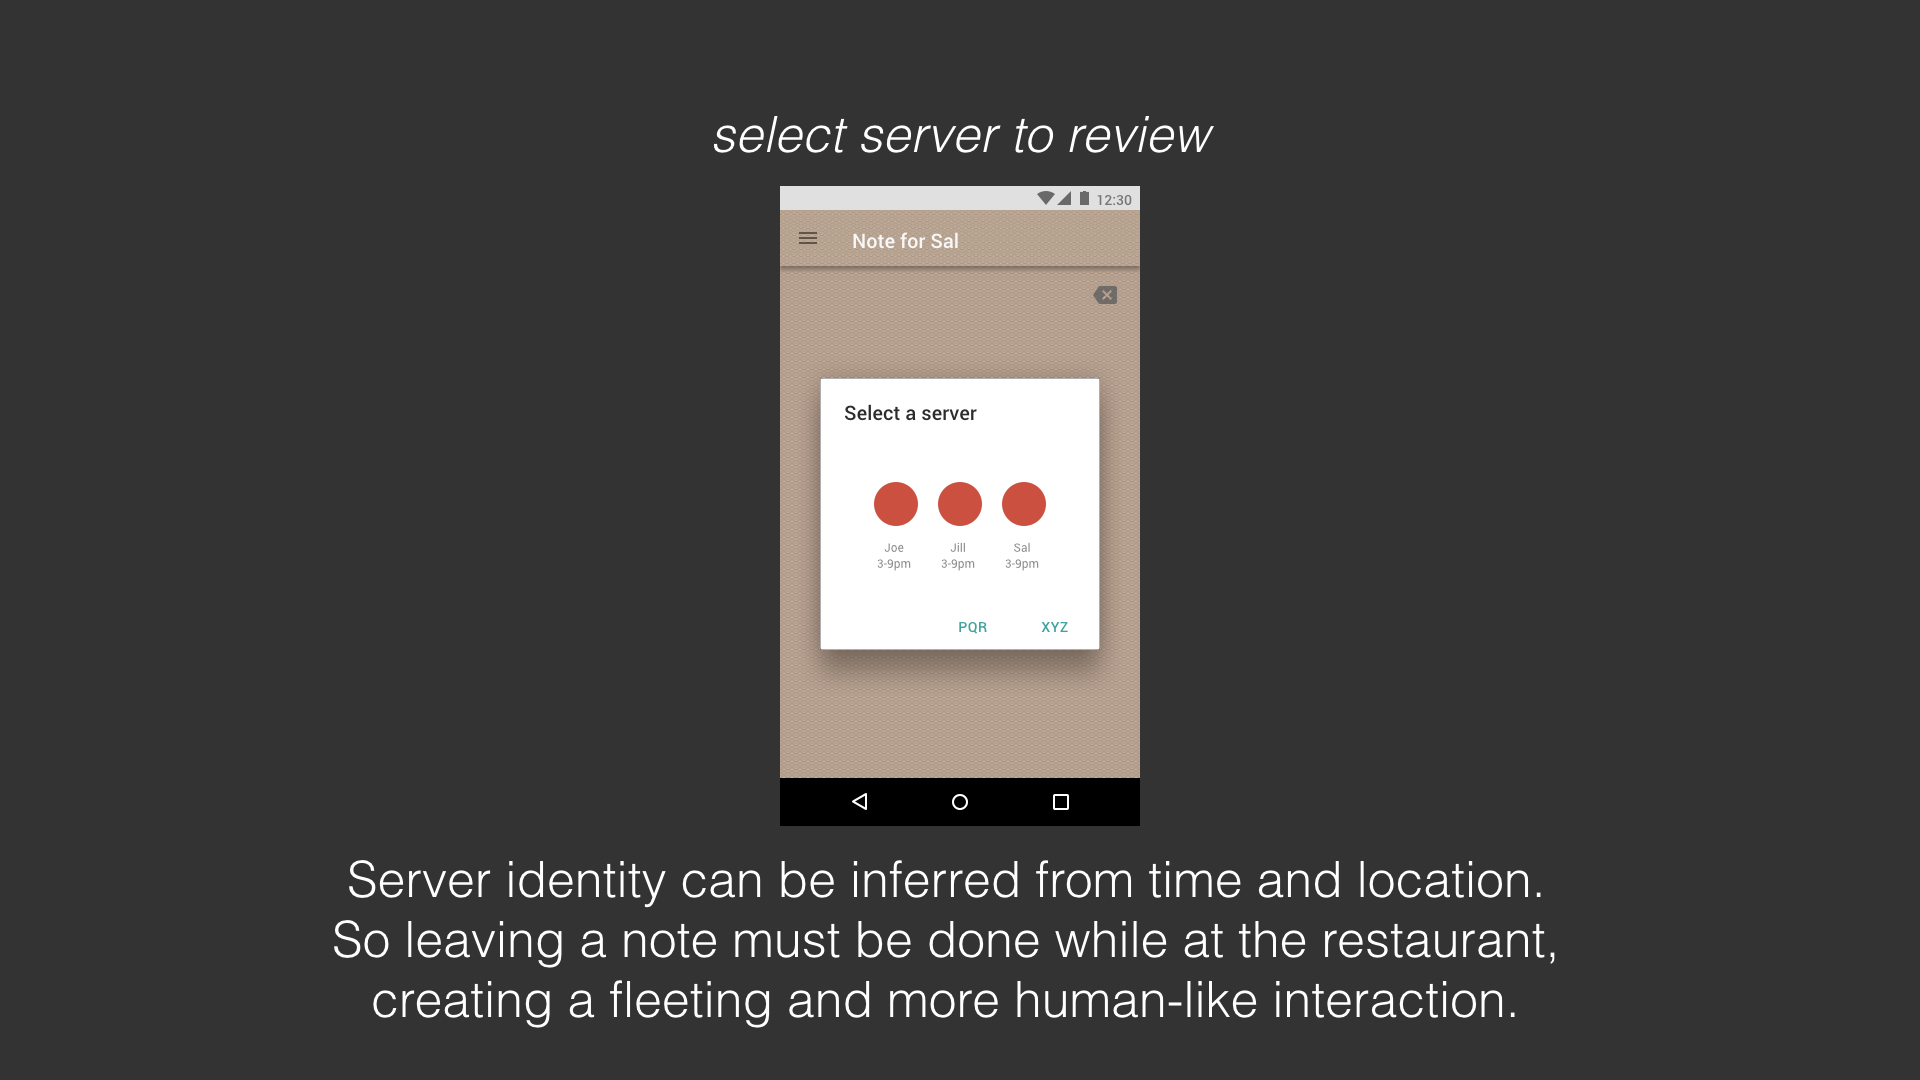 select server to review
12:30
Note for Sal
Select a server
Joe Jill Sal
3-9pm 3-9pm 3-9pm
PQR XYZ
Server identity can be inferred from time and location.
So leaving a note must be done while at the restaurant,
creating a fleeting and more human-like interaction.